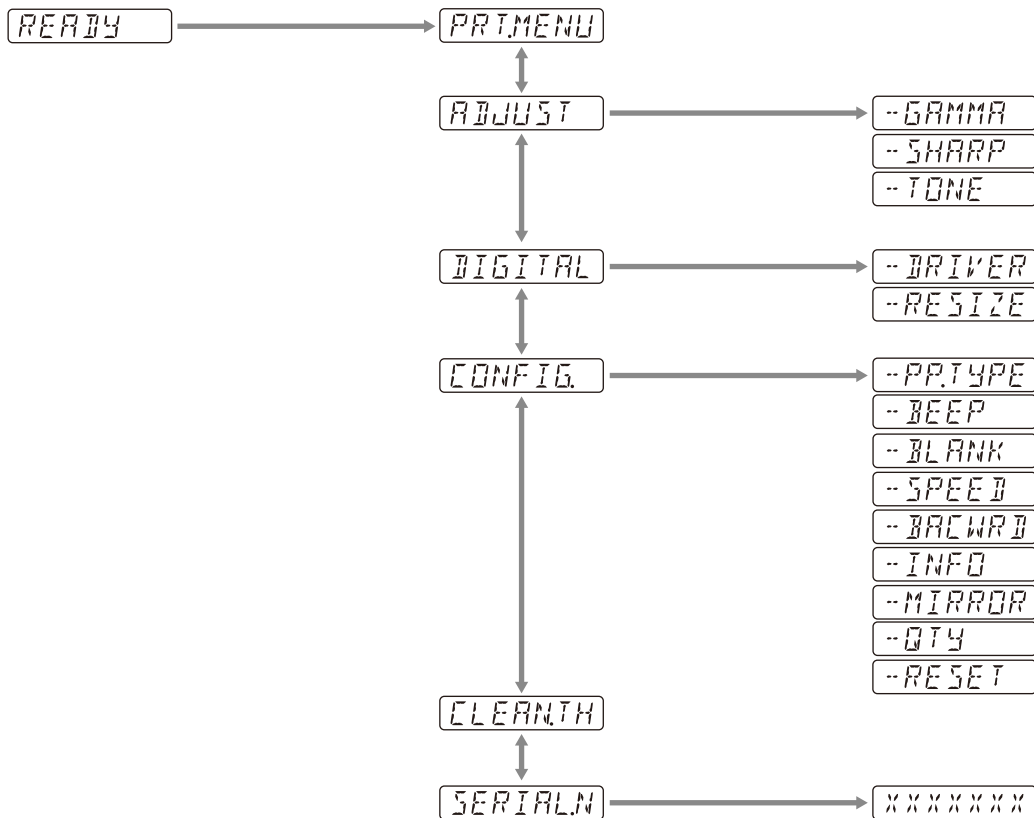 READY
PRT.MENU
ADJUST
-GAMMA
-SHARP
-TONE
DIGITAL
-DRIVER
-RESIZE
CONFIG.
-PP.TYPE
-BEEP
-BLANK
-SPEED
-BACWRD
-INFO
-MIRROR
-QTY
-RESET
CLEAN.TH
SERIAL.N
XXXXXXX